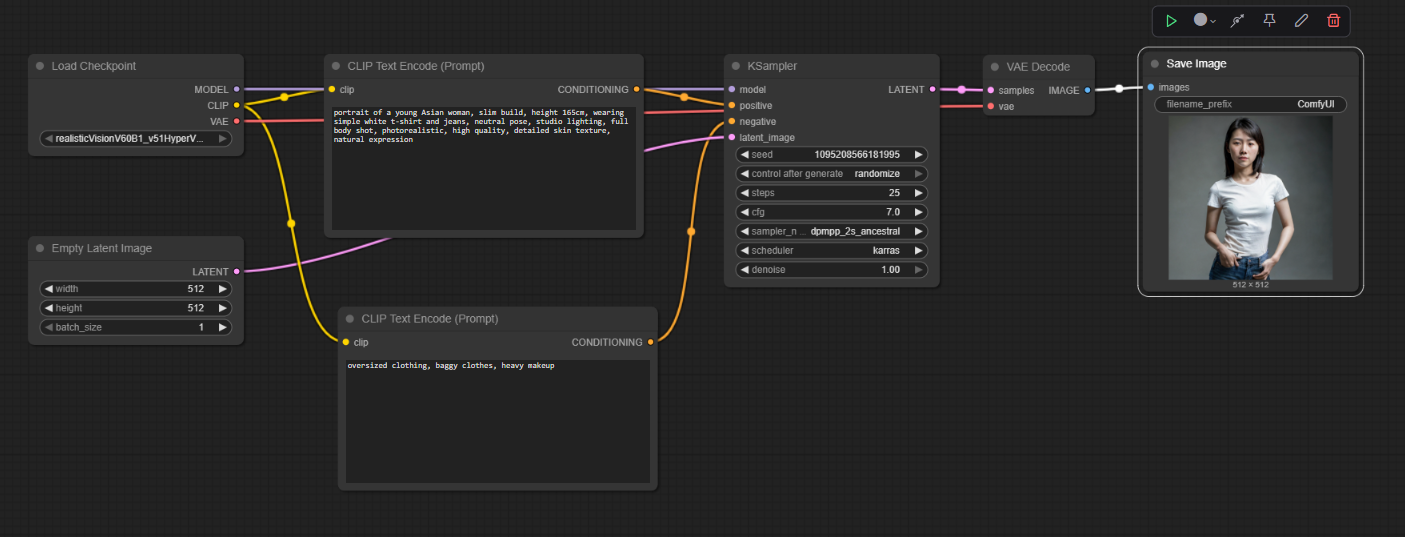 Load Checkpoint
MODEL
CLIP
VAE
realisticVisionV60B1_v51HyperV...
Empty Latent Image
LATENT
width 512
height 512
batch_size 1
CLIP Text Encode (Prompt)
clip CONDITIONING
portrait of a young Asian woman, slim build, height 165cm, wearing
simple white t-shirt and jeans, neutral pose, studio lighting, full
body shot, photorealistic, high quality, detailed skin texture,
natural expression
CLIP Text Encode (Prompt)
clip CONDITIONING
oversized clothing, baggy clothes, heavy makeup
KSampler
model LATENT
positive
negative
latent_image
seed 1095208566181995
control after generate randomize
steps 25
cfg 7.0
sampler_n ... dpmpp_2s_ancestral
scheduler karras
denoise 1.00
VAE Decode
samples IMAGE
vae
Save Image
images
filename_prefix ComfyUI
512 × 512